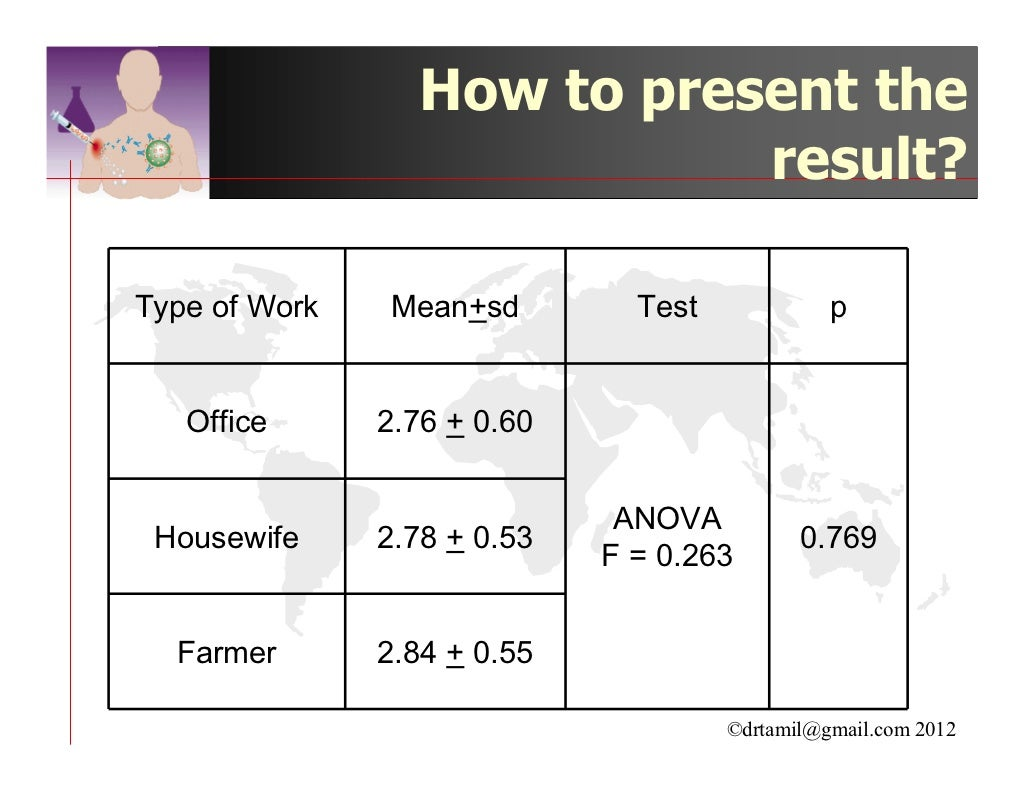 How to present the
result?
Type of Work Mean+sd Test p
Office 2.76 + 0.60
Housewife 2.78 + 0.53
ANOVA
F = 0.263
0.769
Farmer 2.84 + 0.55
©drtamil@gmail.com 2012